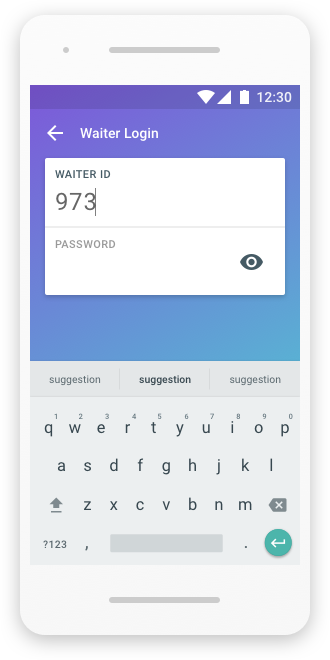 12:30
Waiter Login
WAITER ID
973
PASSWORD
suggestion suggestion suggestion
1 2 3 4 5 6 7 8 9 0
q w e r t y u i o p
a s d f g h j k l
z x c v b n m
?123 , .